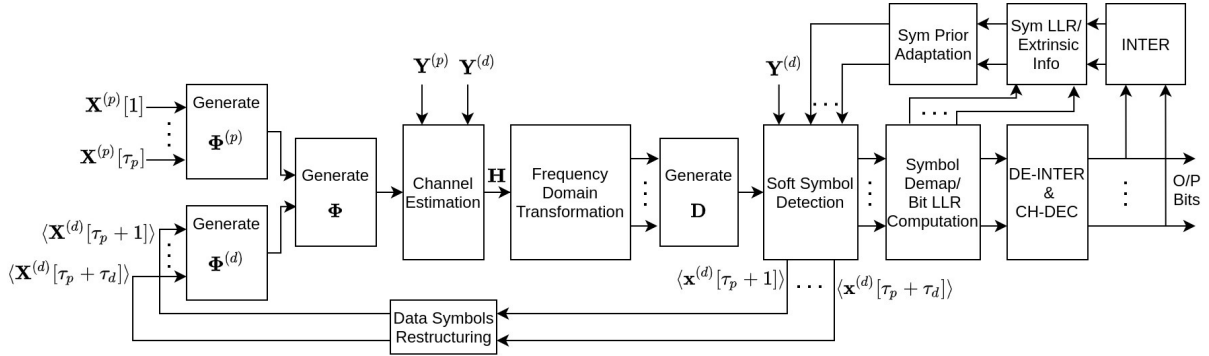 Sym Prior
Adaptation
Sym LLR/
Extrinsic
Info
INTER
𝐘^(p)
𝐘^(d)
𝐘^(d)
. . .
. . .
𝐗^(p)[1]
𝐗^(p)[τ_p]
Generate
𝚽^(p)
Generate
𝚽
Channel
Estimation
𝐇
Frequency
Domain
Transformation
Generate
𝐃
Soft Symbol
Detection
Symbol
Demap/
Bit LLR
Computation
DE-INTER
&
CH-DEC
O/P
Bits
⟨𝐗^(d)[τ_p + 1]⟩
⟨𝐗^(d)[τ_p + τ_d]⟩
Generate
𝚽^(d)
⟨𝐱^(d)[τ_p + 1]⟩
. . .
⟨𝐱^(d)[τ_p + τ_d]⟩
Data Symbols
Restructuring